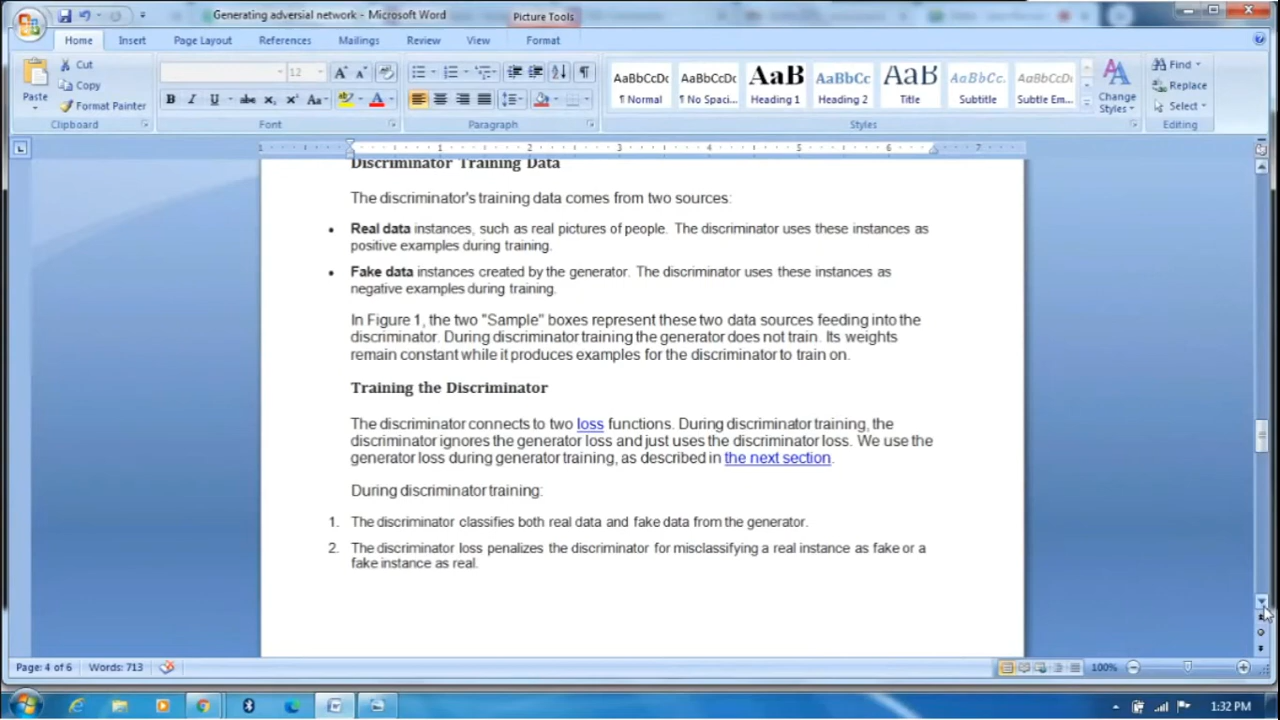 Generating adversial network - Microsoft Word
Picture Tools
Home Insert Page Layout References Mailings Review View Format
Paste
Cut
Copy
Format Painter
Clipboard
12
Font
Paragraph
AaBbCcDc AaBbCcDc AaB AaBbCc AaB AaBbCc. AaBbCcDc
¶ Normal ¶ No Spaci... Heading 1 Heading 2 Title Subtitle Subtle Em...
Change Styles
Styles
Find
Replace
Select
Editing
1 1 2 3 4 5 6 7
Discriminator Training Data
The discriminator's training data comes from two sources:
• Real data instances, such as real pictures of people. The discriminator uses these instances as
positive examples during training.
• Fake data instances created by the generator. The discriminator uses these instances as
negative examples during training.
In Figure 1, the two "Sample" boxes represent these two data sources feeding into the
discriminator. During discriminator training the generator does not train. Its weights
remain constant while it produces examples for the discriminator to train on.
Training the Discriminator
The discriminator connects to two loss functions. During discriminator training, the
discriminator ignores the generator loss and just uses the discriminator loss. We use the
generator loss during generator training, as described in the next section.
During discriminator training:
1. The discriminator classifies both real data and fake data from the generator.
2. The discriminator loss penalizes the discriminator for misclassifying a real instance as fake or a
fake instance as real.
Page: 4 of 6 Words: 713 100%
1:32 PM